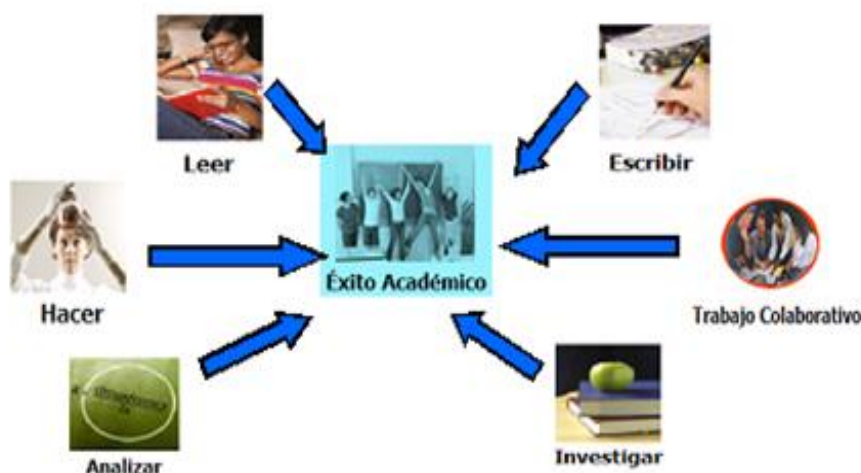 Leer
Escribir
Éxito Académico
Hacer
Trabajo Colaborativo
Analizar
Investigar